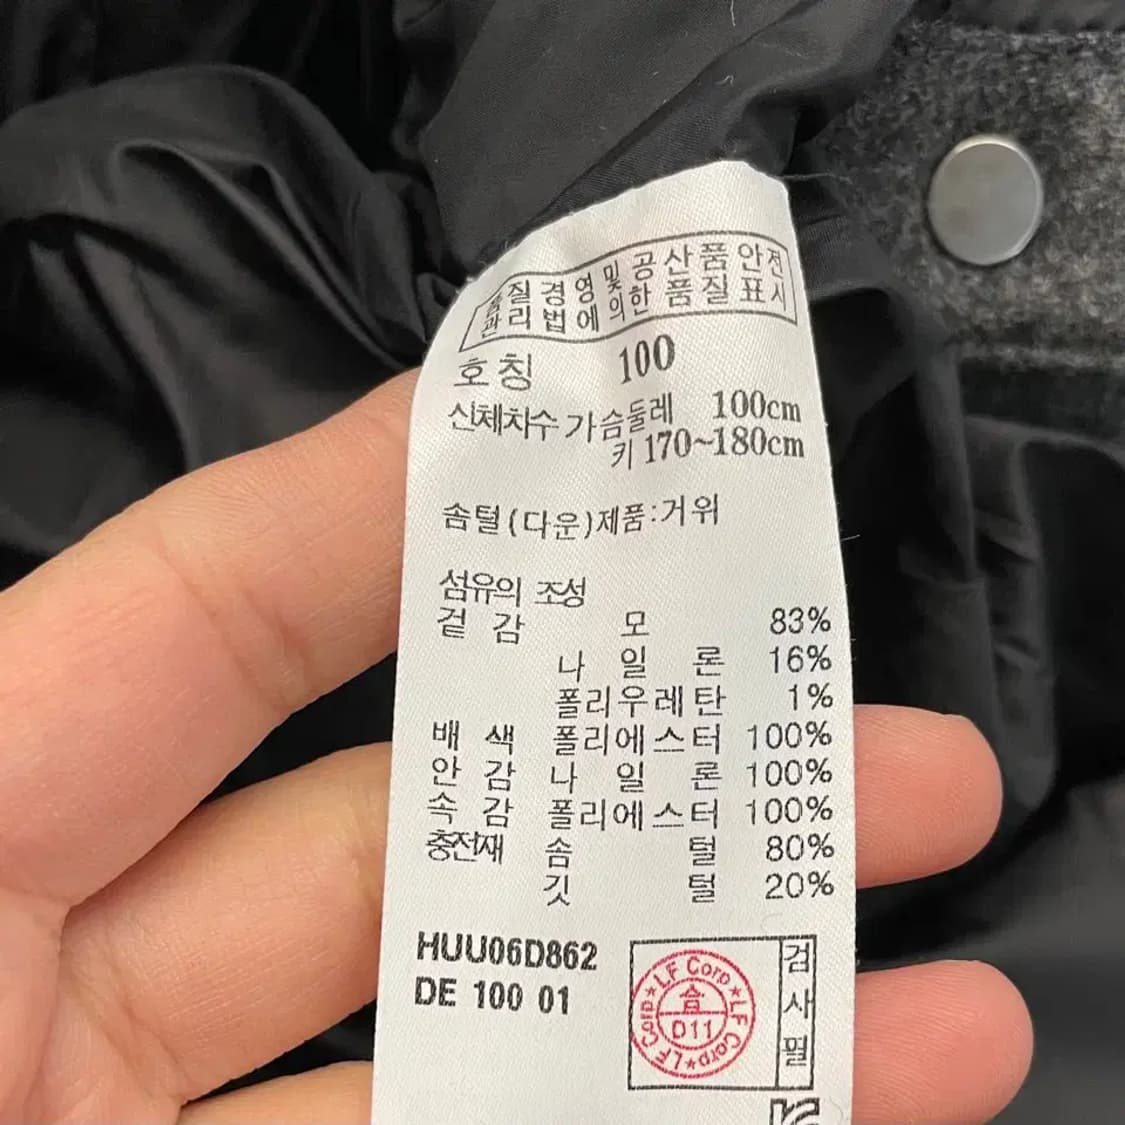 품질경영 및 공산품안전
관리법에 의한 품질표시
호칭 100
신체치수 가슴둘레 100cm
키 170~180cm
솜털(다운)제품:거위
섬유의 조성
겉감 모 83%
나일론 16%
폴리우레탄 1%
배색 폴리에스터 100%
안감 나일론 100%
속감 폴리에스터 100%
충전재 솜털 80%
깃털 20%
HUU06D862
DE 100 01
LF Corp★LF Corp★LF Corp★
합
D11
검사필